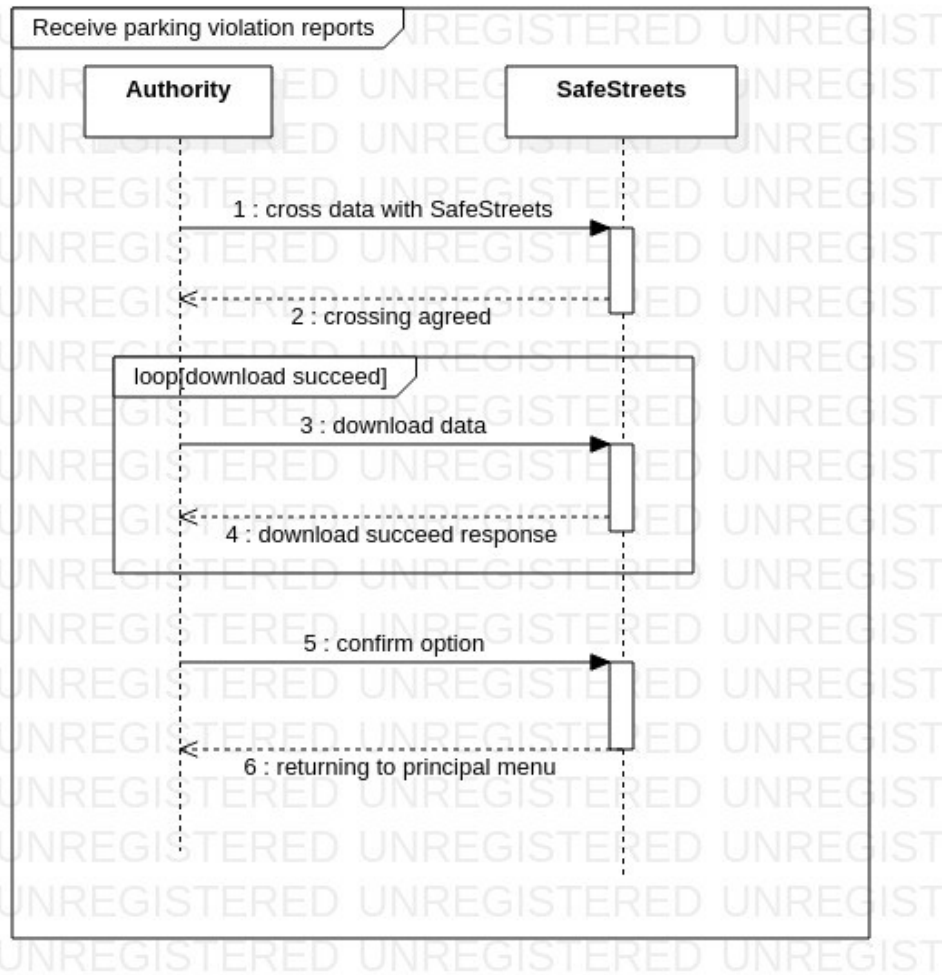 Receive parking violation reports
Authority
SafeStreets
1 : cross data with SafeStreets
2 : crossing agreed
loop[download succeed]
3 : download data
4 : download succeed response
5 : confirm option
6 : returning to principal menu
UNREGISTERED UNREGISTERED UNREGIST